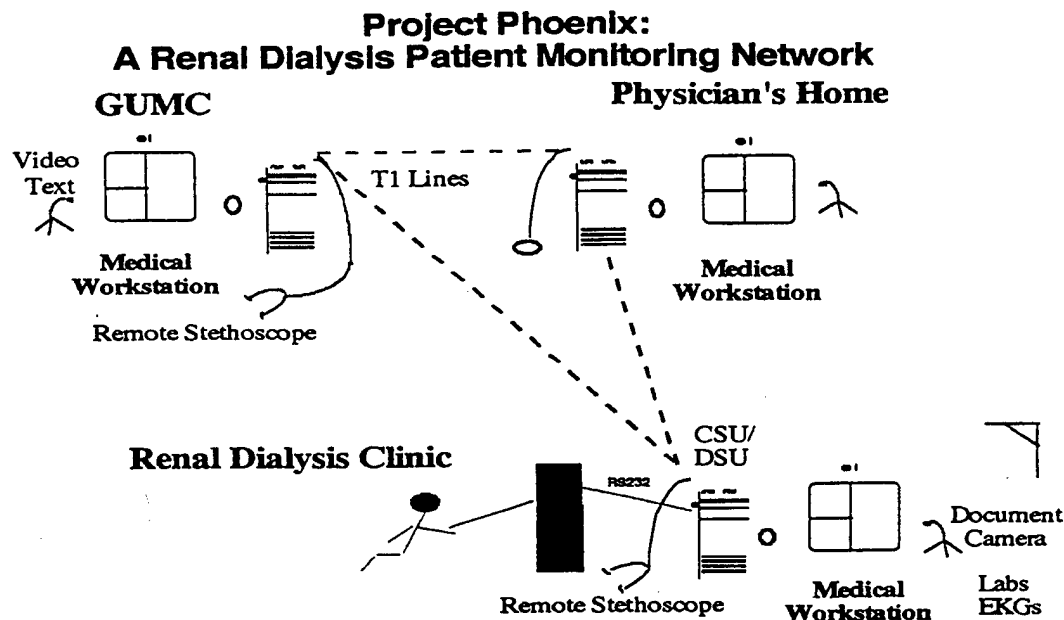 Project Phoenix:
A Renal Dialysis Patient Monitoring Network
GUMC
Physician's Home
Video
Text
T1 Lines
Medical
Workstation
Medical
Workstation
Remote Stethoscope
CSU/
DSU
Renal Dialysis Clinic
RS232
Document
Camera
Remote Stethoscope
Medical
Workstation
Labs
EKGs